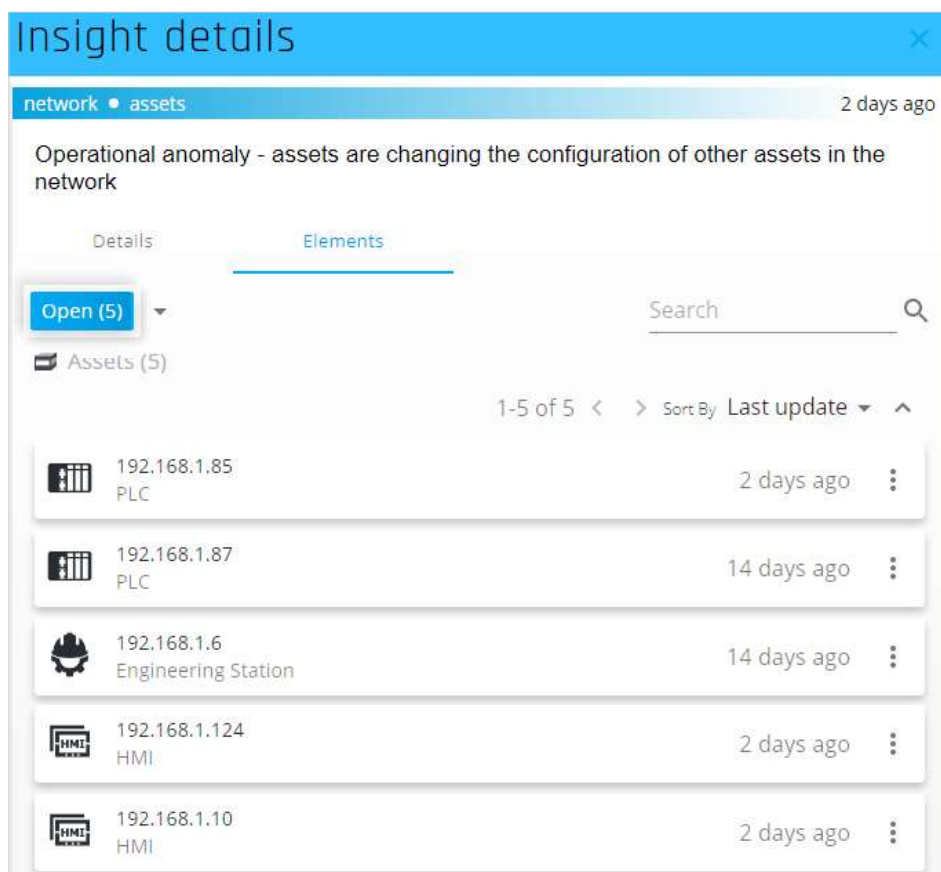 Insight details
network • assets 2 days ago
Operational anomaly - assets are changing the configuration of other assets in the
network
Details Elements
Open (5) Search
Assets (5)
1-5 of 5 Sort By Last update
192.168.1.85
PLC
2 days ago
192.168.1.87
PLC
14 days ago
192.168.1.6
Engineering Station
14 days ago
HMI
192.168.1.124
HMI
2 days ago
HMI
192.168.1.10
HMI
2 days ago